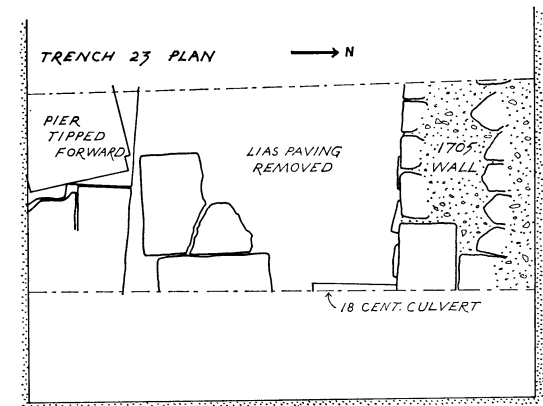 TRENCH 23 PLAN
N
PIER
TIPPED
FORWARD
LIAS PAVING
REMOVED
1705
WALL
18 CENT. CULVERT